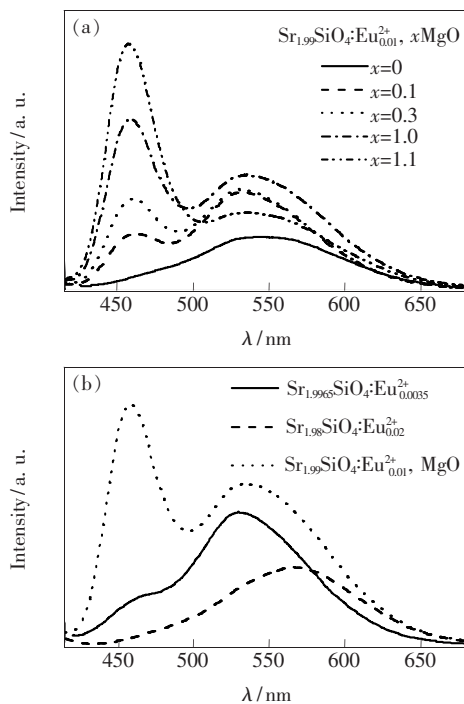 (a)
Sr₁.₉₉SiO₄:Eu²⁺₀.₀₁, xMgO
x=0
x=0.1
x=0.3
x=1.0
x=1.1
Intensity/a. u.
450 500 550 600 650
λ/nm
(b)
Sr₁.₉₉₆₅SiO₄:Eu²⁺₀.₀₀₃₅
Sr₁.₉₈SiO₄:Eu²⁺₀.₀₂
Sr₁.₉₉SiO₄:Eu²⁺₀.₀₁, MgO
Intensity/a. u.
450 500 550 600 650
λ/nm